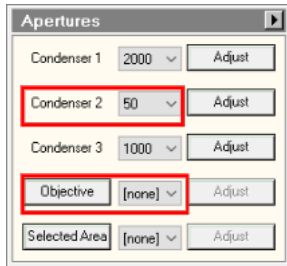 Apertures
Condenser 1 2000 Adjust
Condenser 2 50 Adjust
Condenser 3 1000 Adjust
Objective [none] Adjust
Selected Area [none] Adjust